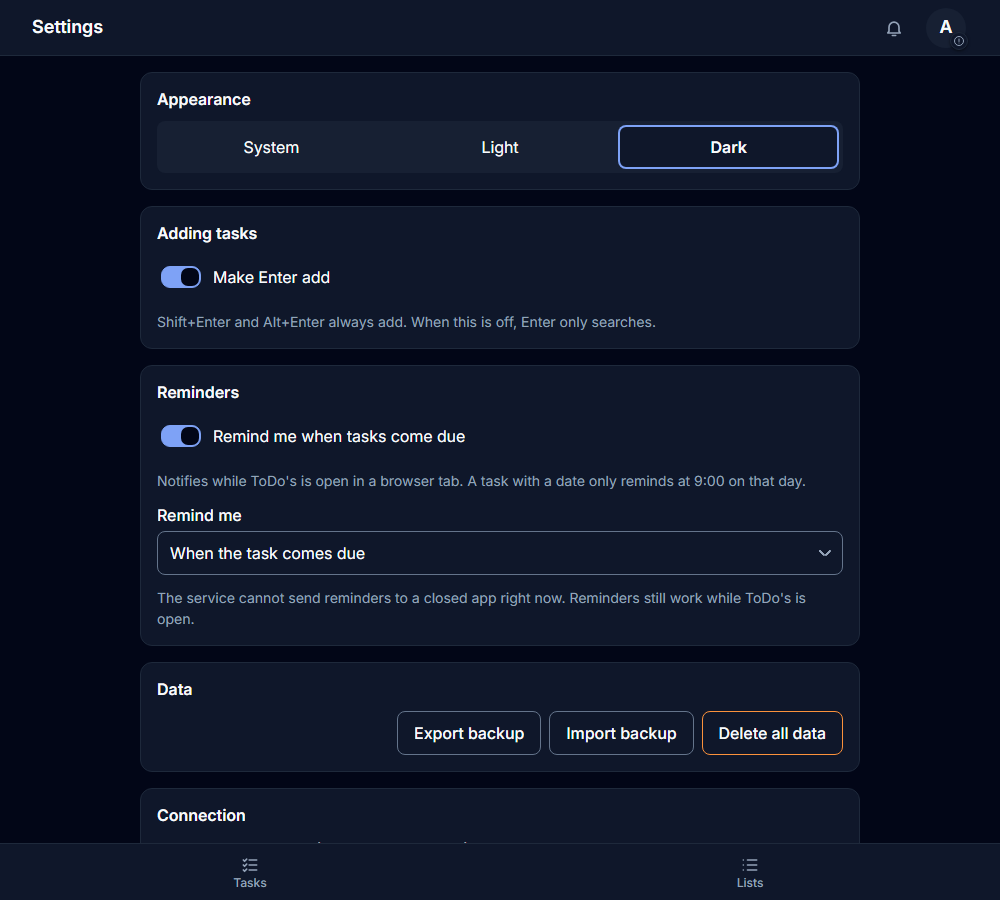 Settings
A
Appearance
System Light Dark
Adding tasks
Make Enter add
Shift+Enter and Alt+Enter always add. When this is off, Enter only searches.
Reminders
Remind me when tasks come due
Notifies while ToDo's is open in a browser tab. A task with a date only reminds at 9:00 on that day.
Remind me
When the task comes due
The service cannot send reminders to a closed app right now. Reminders still work while ToDo's is
open.
Data
Export backup Import backup Delete all data
Connection
Tasks Lists